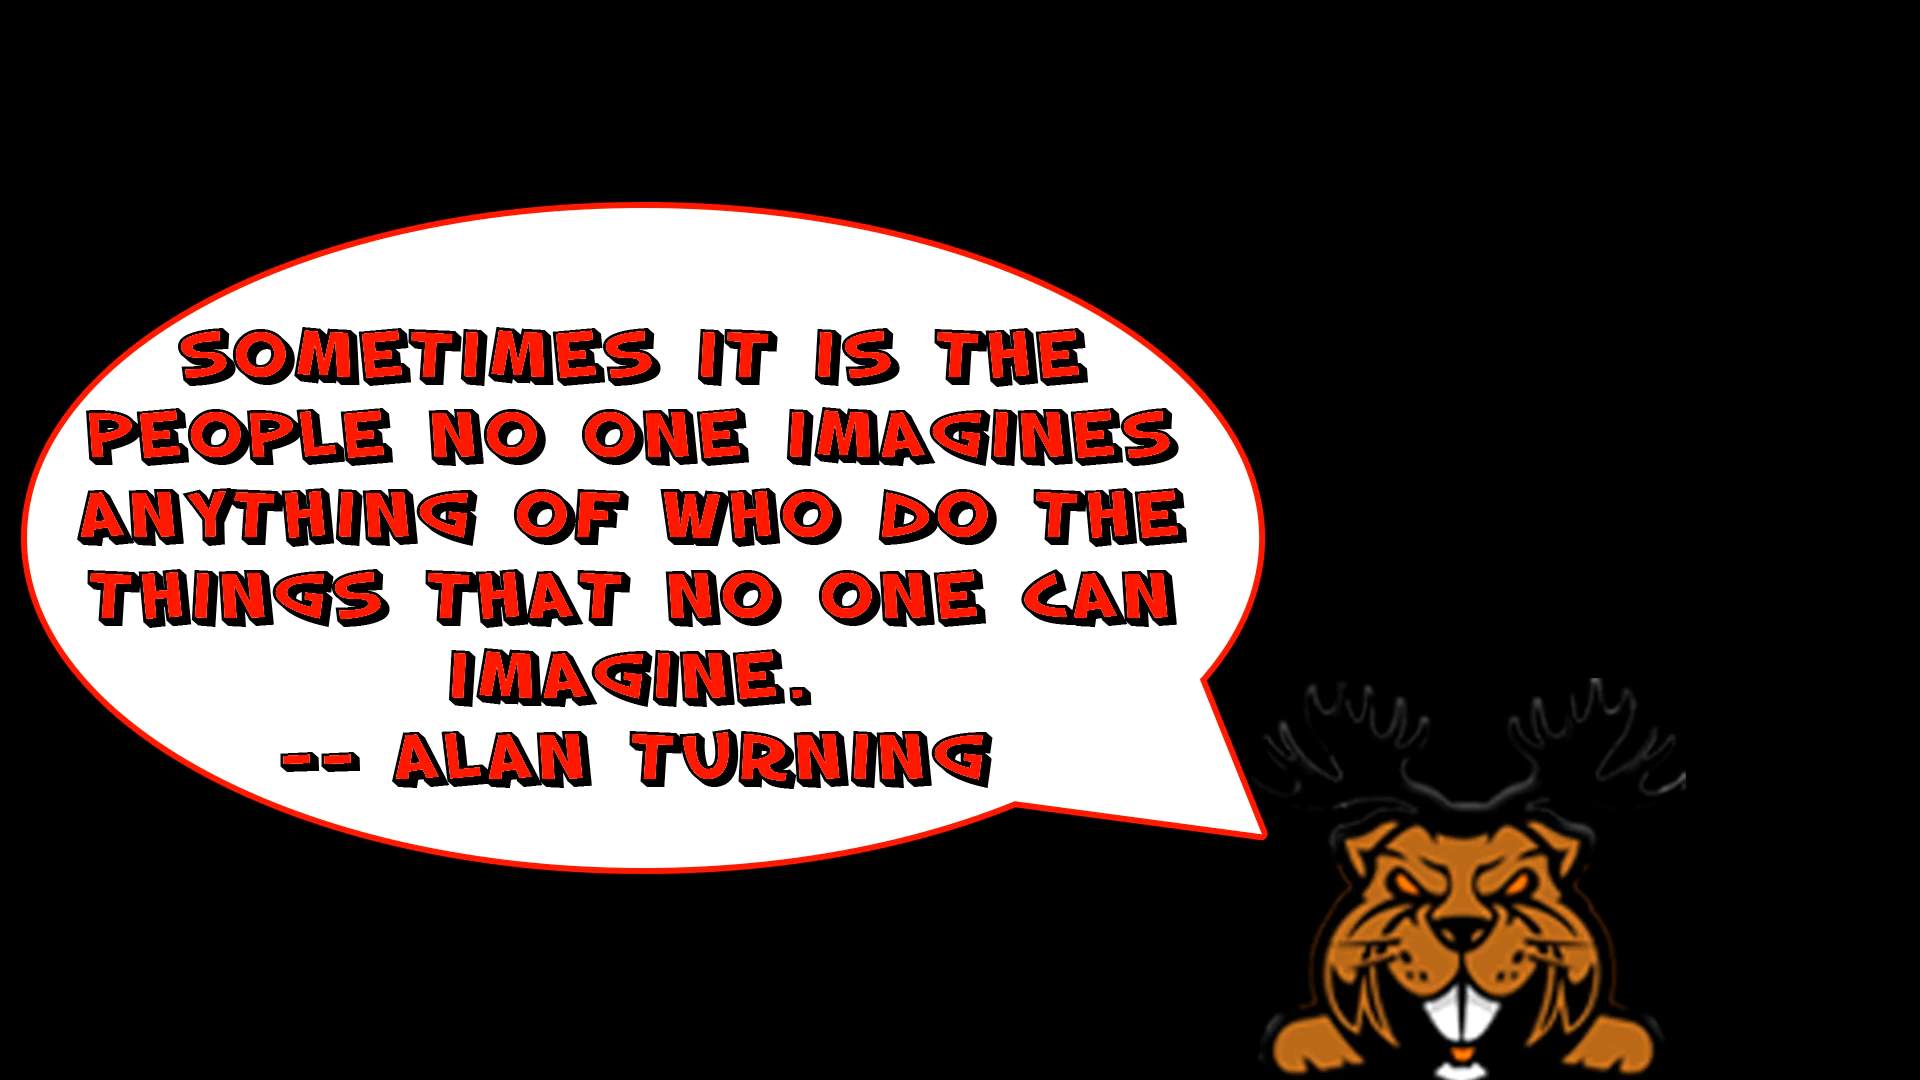 SOMETIMES IT IS THE
PEOPLE NO ONE IMAGINES
ANYTHING OF WHO DO THE
THINGS THAT NO ONE CAN
IMAGINE.
-- ALAN TURNING